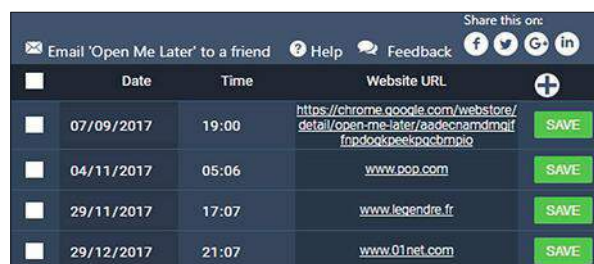 Share this on:
Email 'Open Me Later' to a friend ? Help Feedback f G+ in
Date Time Website URL
https://chrome.google.com/webstore/
07/09/2017 19:00 detail/open-me-later/aadecnamdmgjf SAVE
fnpdogkpeekpgcbmpio
04/11/2017 05:06 www.pop.com SAVE
29/11/2017 17:07 www.legendre.fr SAVE
29/12/2017 21:07 www.01net.com SAVE